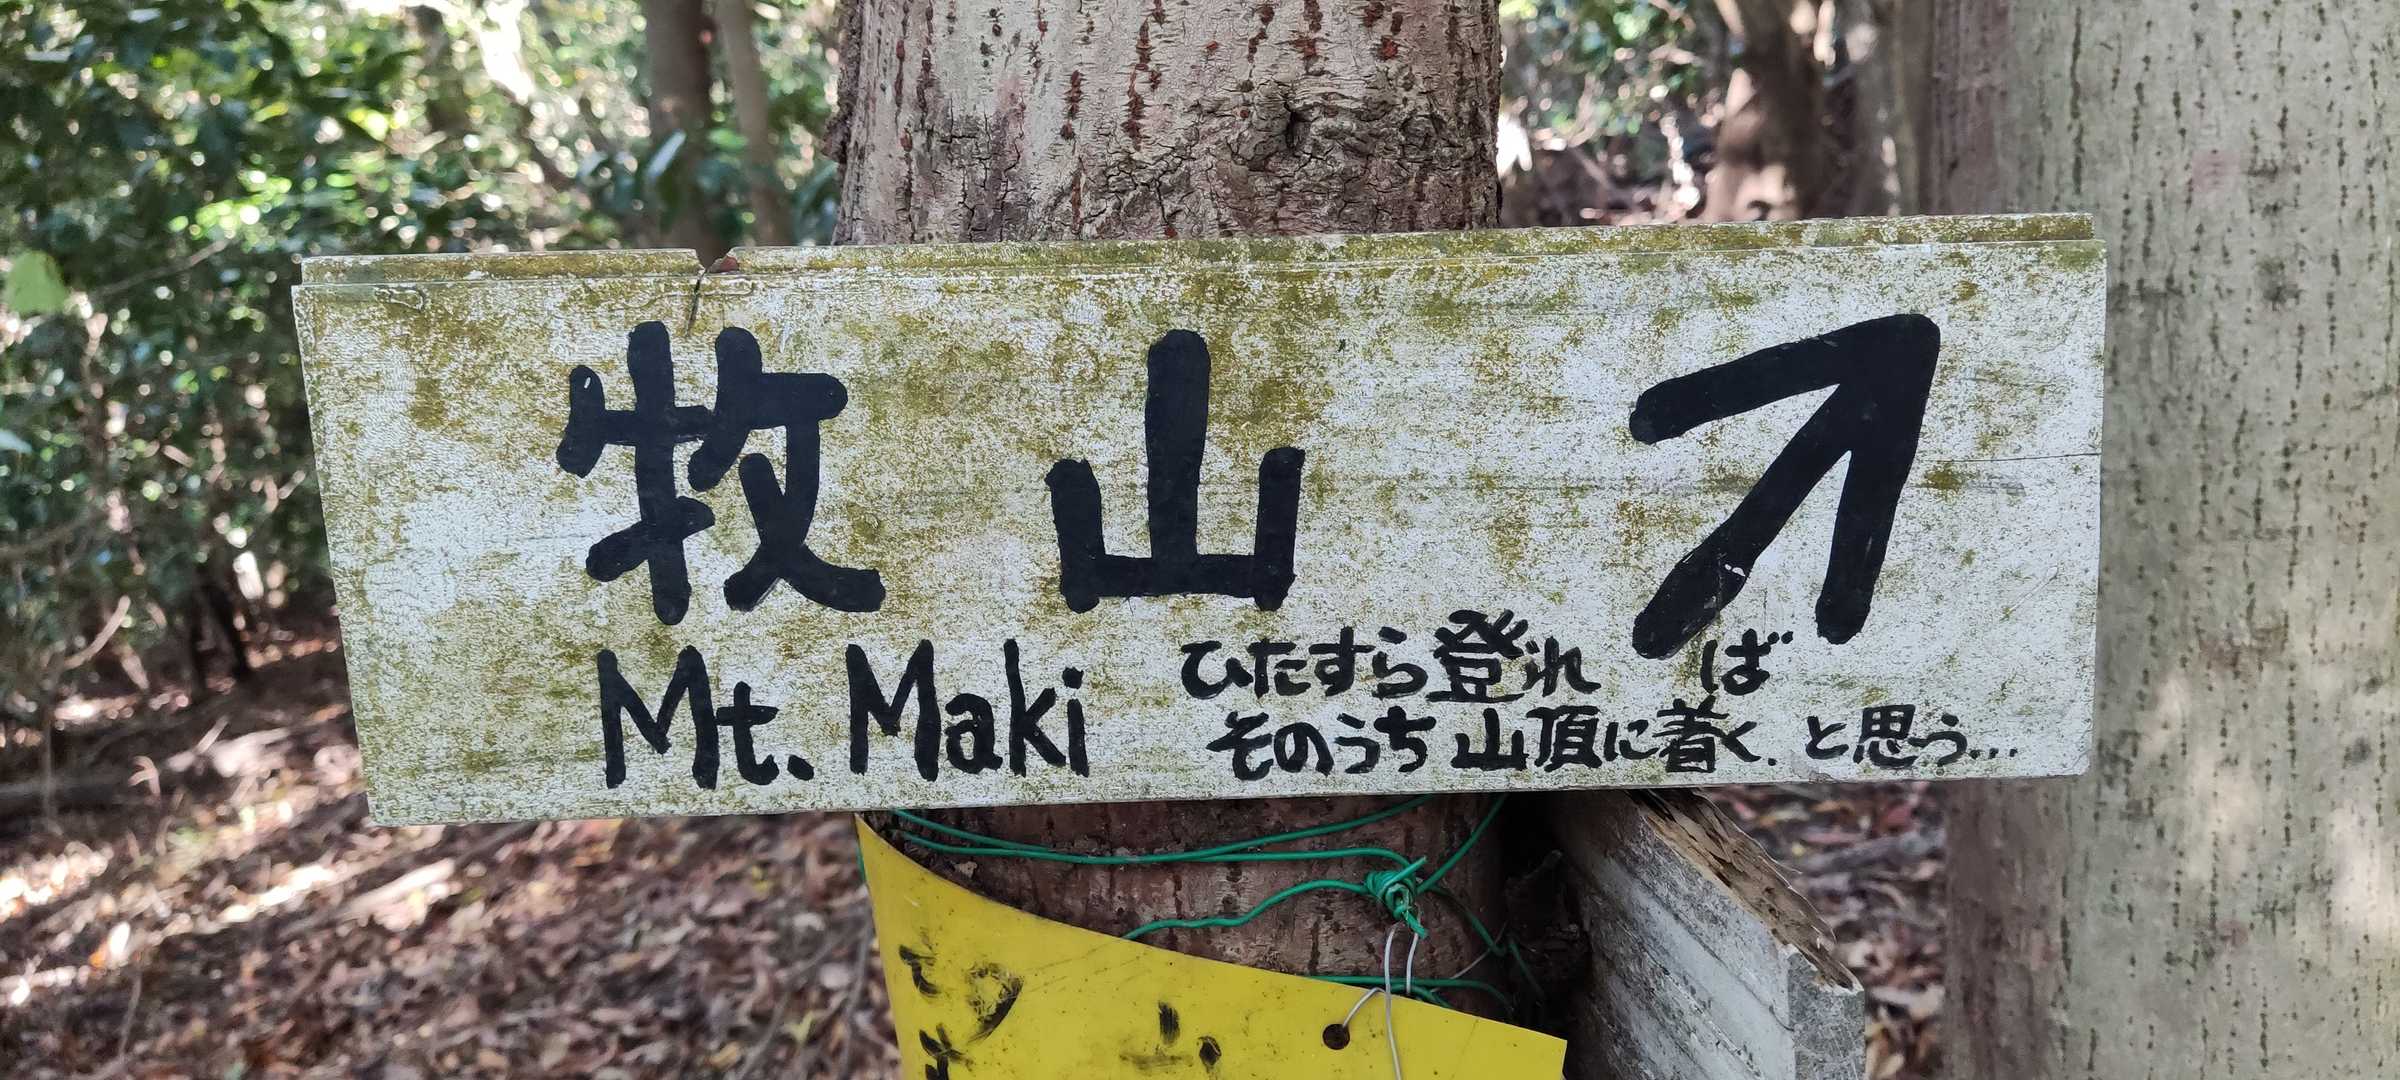 牧山
Mt. Maki
ひたすら登れば
そのうち山頂に着く。と思う…